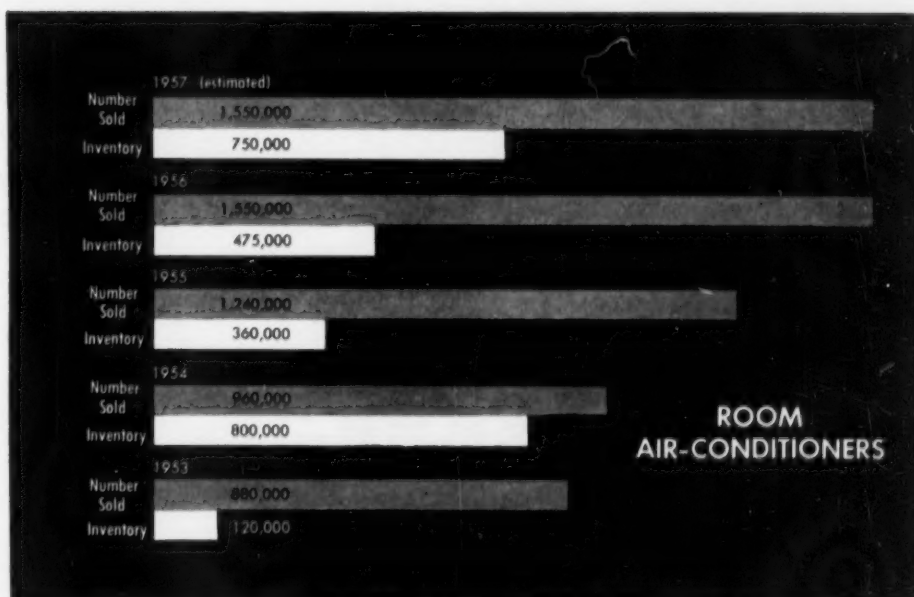 1957 (estimated)
Number
Sold
1,550,000
Inventory
750,000
1956
Number
Sold
1,550,000
Inventory
475,000
1955
Number
Sold
1,240,000
Inventory
360,000
1954
Number
Sold
960,000
Inventory
800,000
1953
Number
Sold
880,000
Inventory
120,000
ROOM
AIR-CONDITIONERS